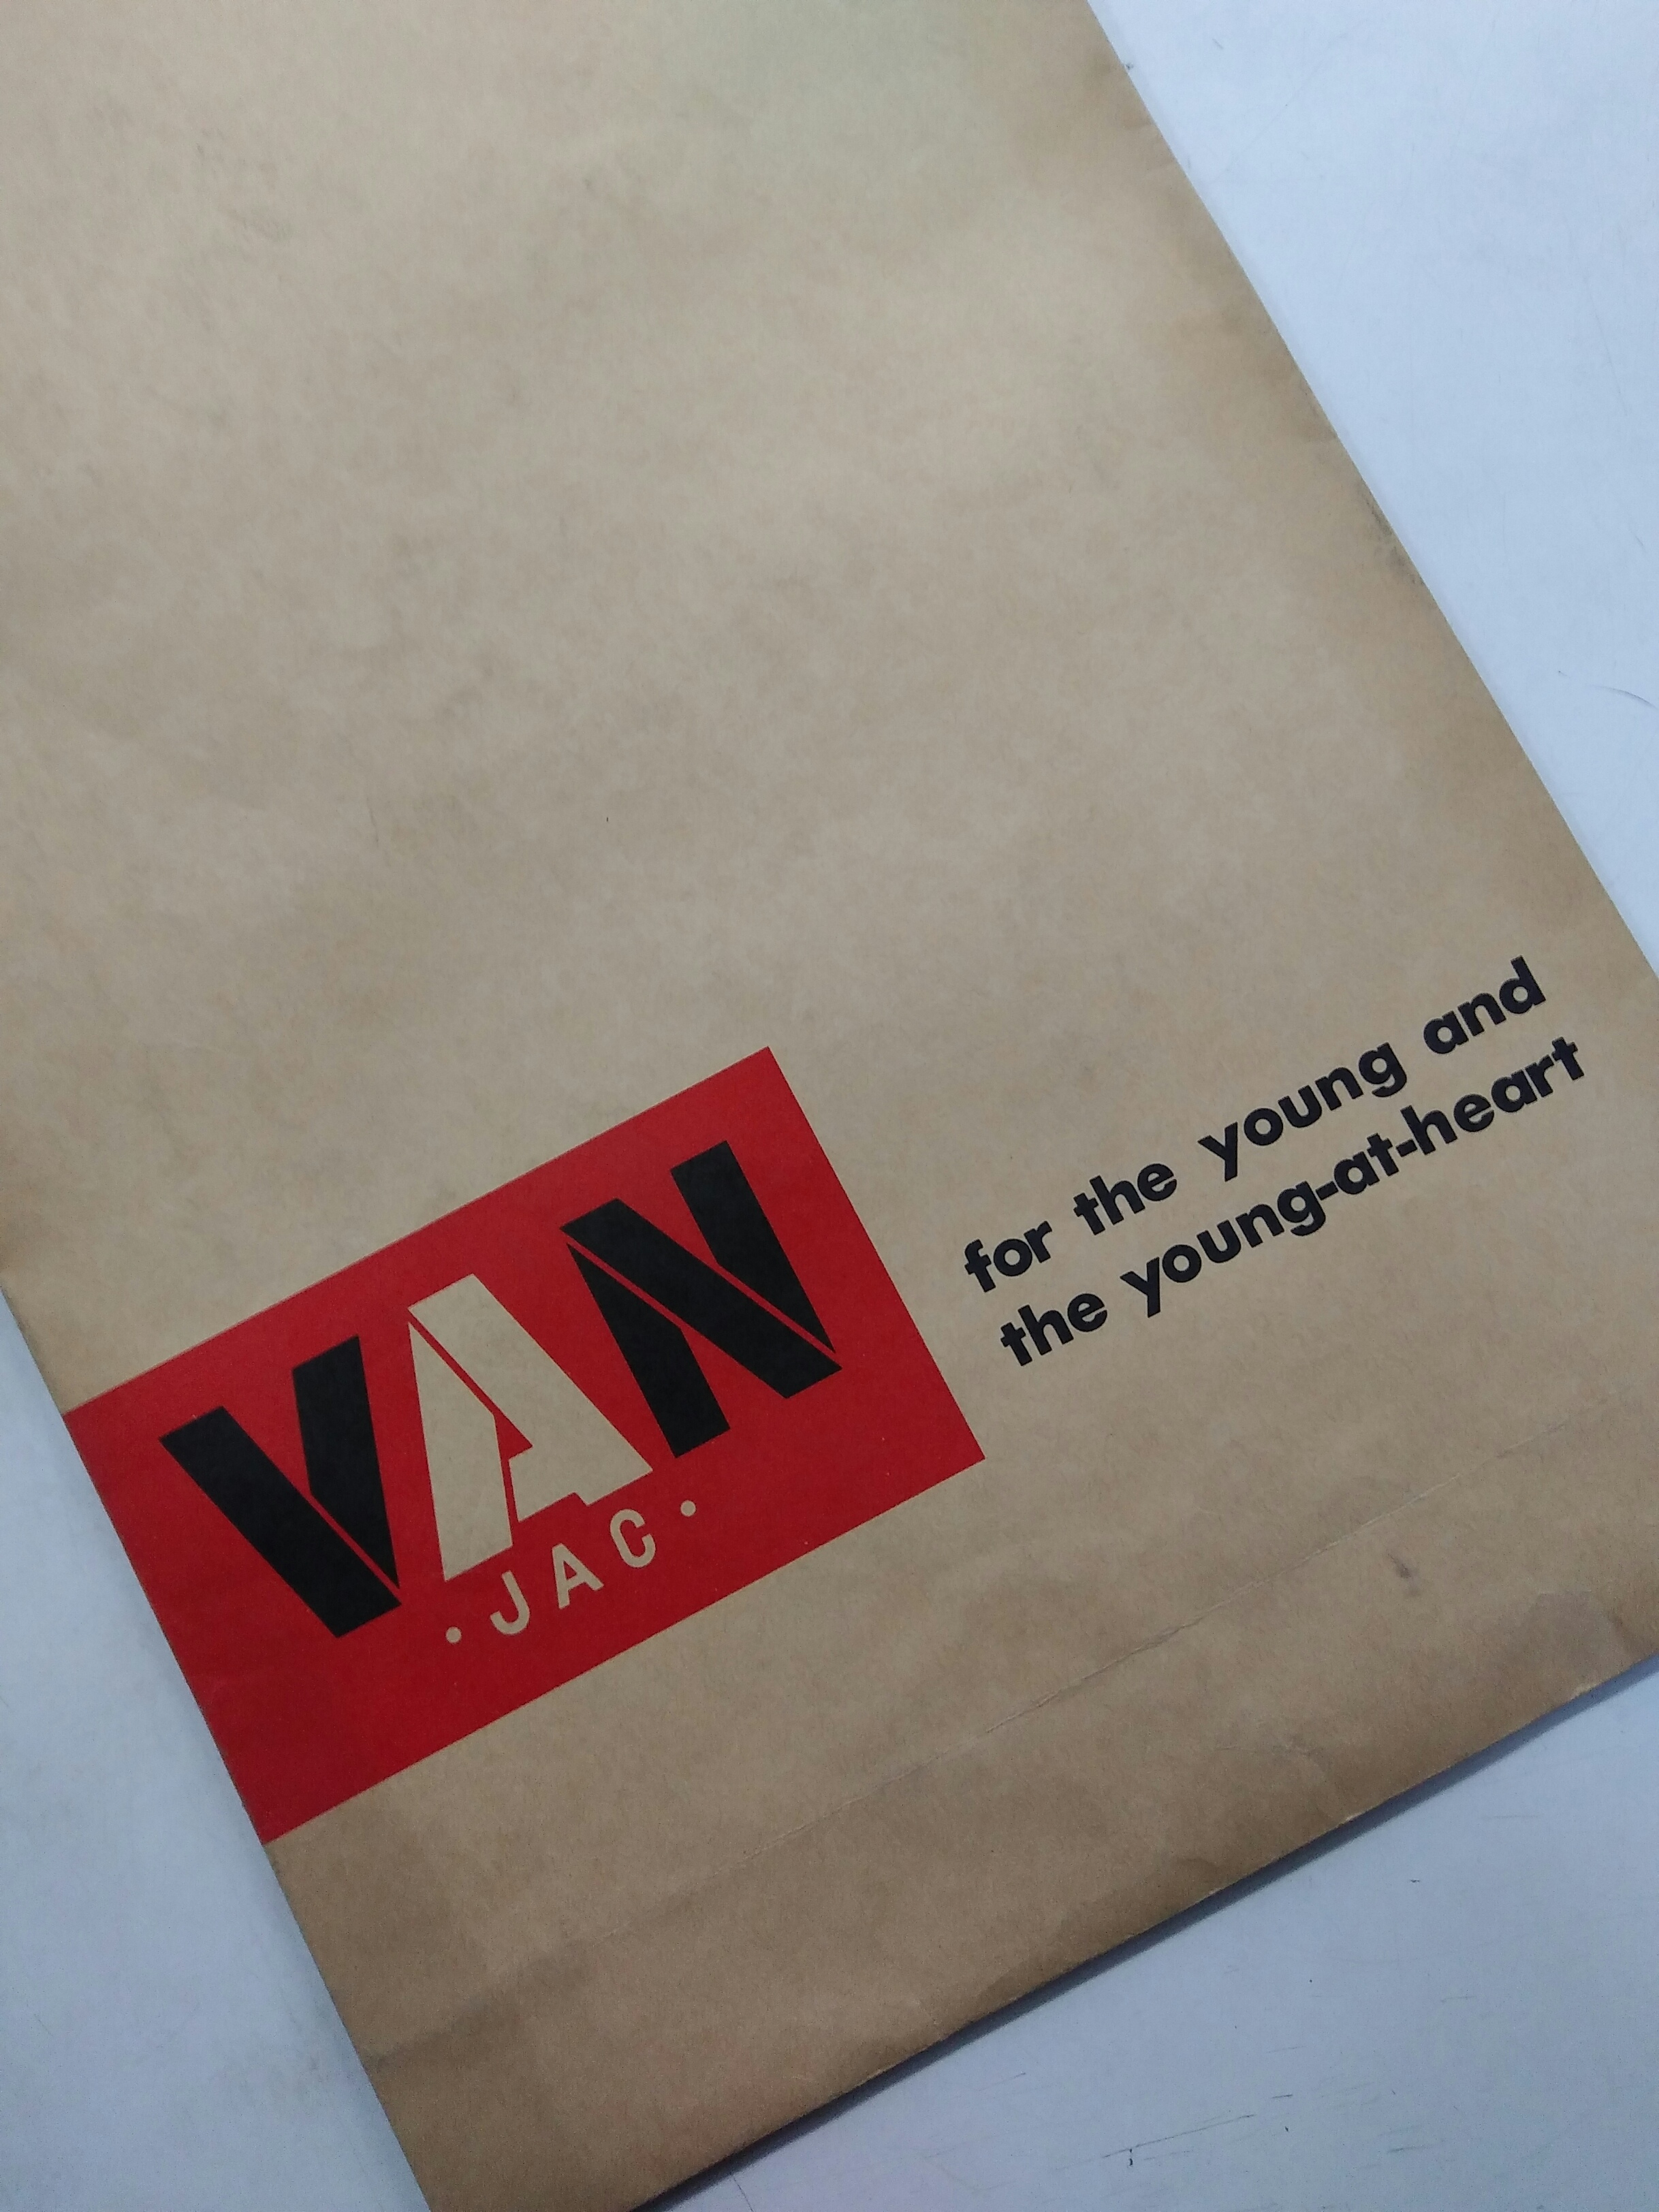 VAN
·JAC·
for the young and
the young-at-heart